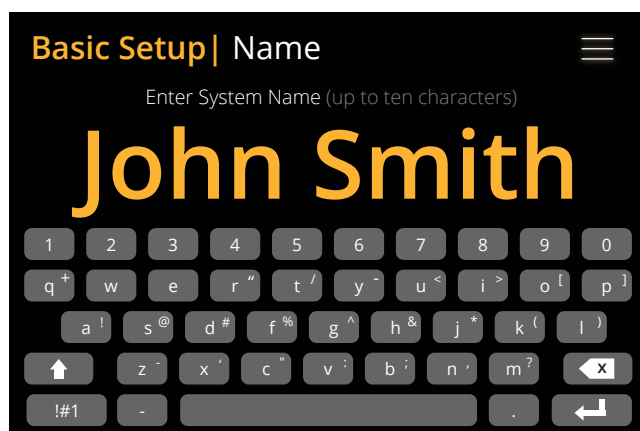 Basic Setup| Name
Enter System Name (up to ten characters)
John Smith
1 2 3 4 5 6 7 8 9 0
q + w e r “ t / y - u < i > o [ p ]
a ! s @ d # f % g ^ h & j * k ( l )
z - x ‘ c ” v : b ; n , m ? x
!#1 - .